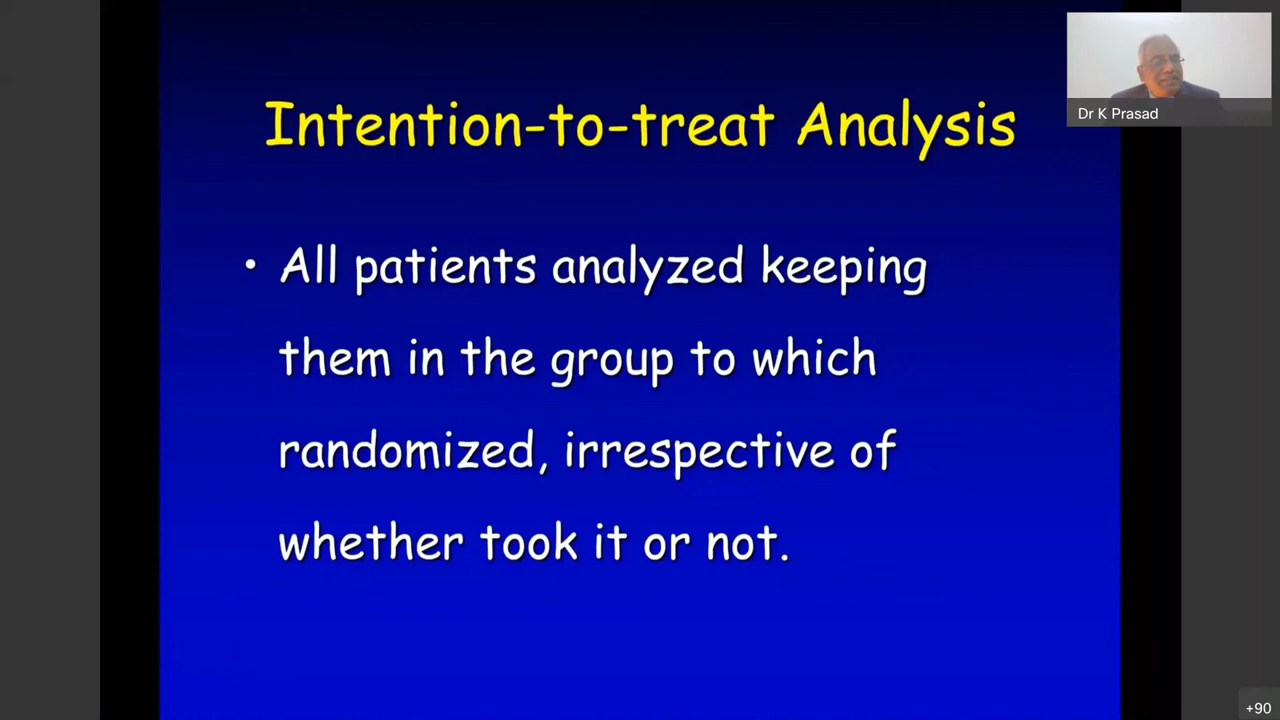 Intention-to-treat Analysis
• All patients analyzed keeping
them in the group to which
randomized, irrespective of
whether took it or not.
Dr K Prasad
+90